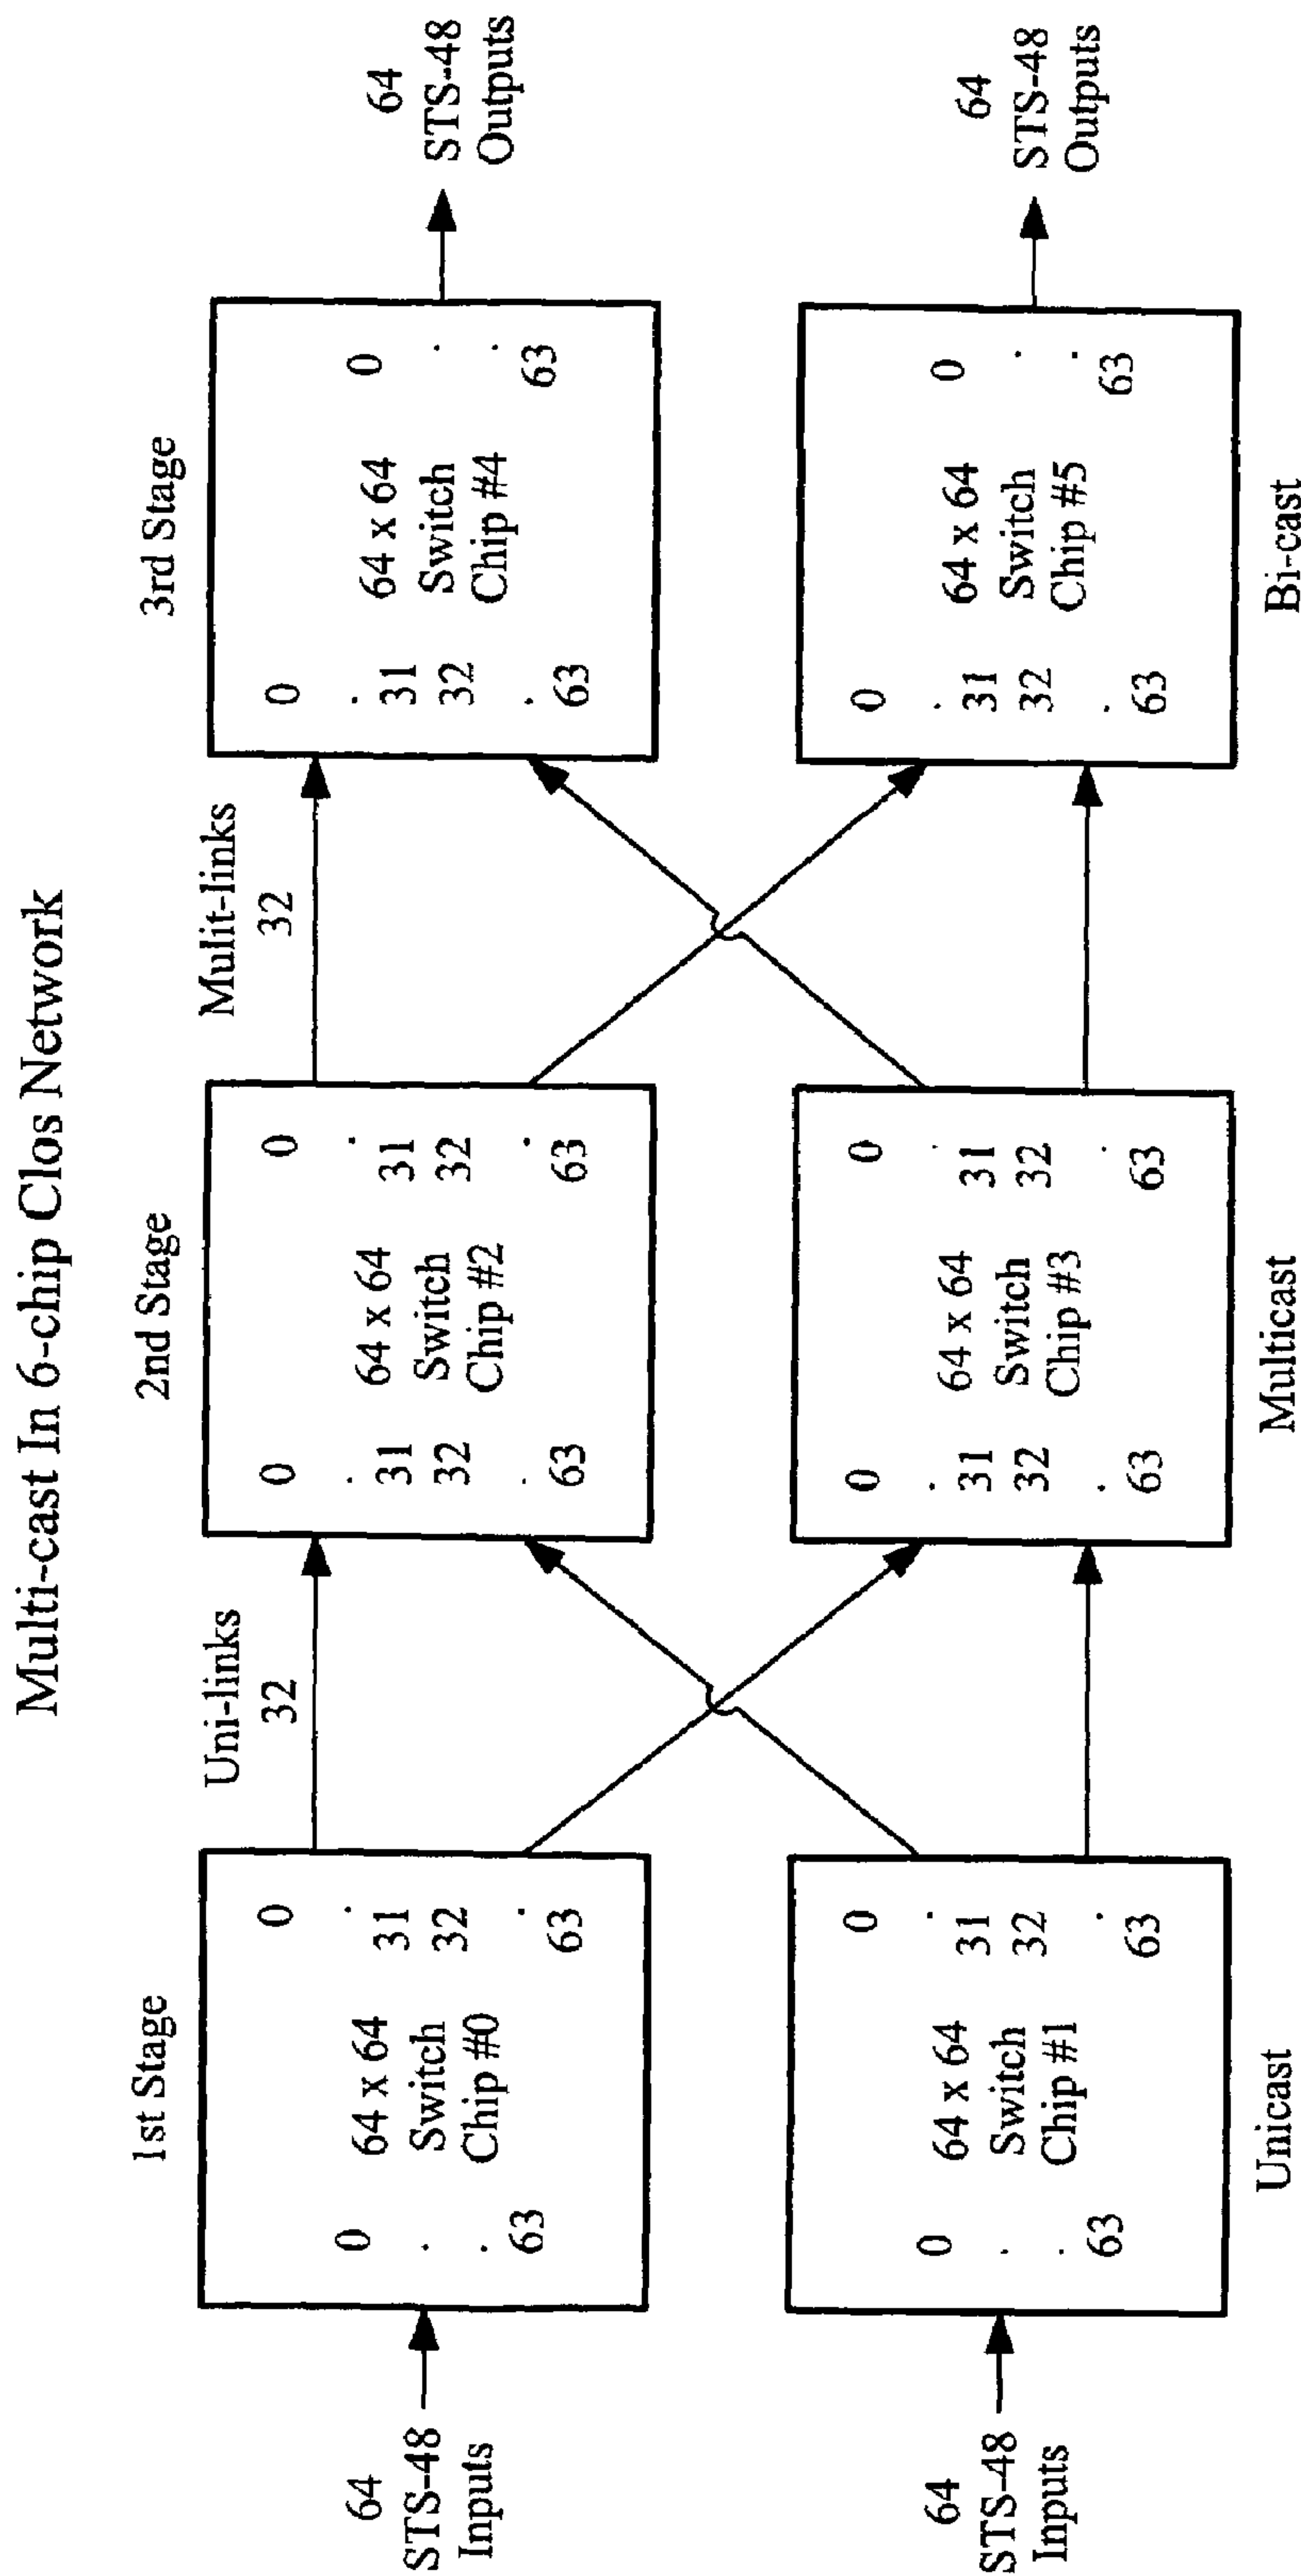 Multi-cast In 6-chip Clos Network
1st Stage
2nd Stage
3rd Stage
64
STS-48
Inputs
0
.
.
63
64 x 64
Switch
Chip #0
0
.
31
32
.
63
Uni-links
32
0
.
31
32
.
63
64 x 64
Switch
Chip #2
0
.
31
32
.
63
Mulit-links
32
0
.
31
32
.
63
64 x 64
Switch
Chip #4
0
.
.
63
64
STS-48
Outputs
64
STS-48
Inputs
0
.
.
63
64 x 64
Switch
Chip #1
0
.
31
32
.
63
0
.
31
32
.
63
64 x 64
Switch
Chip #3
0
.
31
32
.
63
0
.
31
32
.
63
64 x 64
Switch
Chip #5
0
.
.
63
64
STS-48
Outputs
Unicast
Multicast
Bi-cast